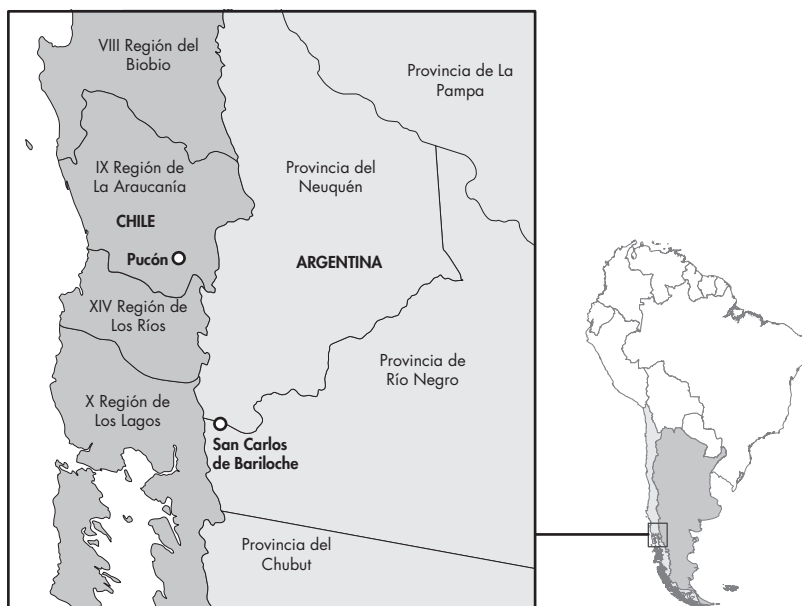 VIII Región del
Biobio
Provincia de La
Pampa
IX Región de
La Araucanía
Provincia del
Neuquén
CHILE
Pucón
ARGENTINA
XIV Región de
Los Ríos
Provincia de
Río Negro
X Región de
Los Lagos
San Carlos
de Bariloche
Provincia del
Chubut